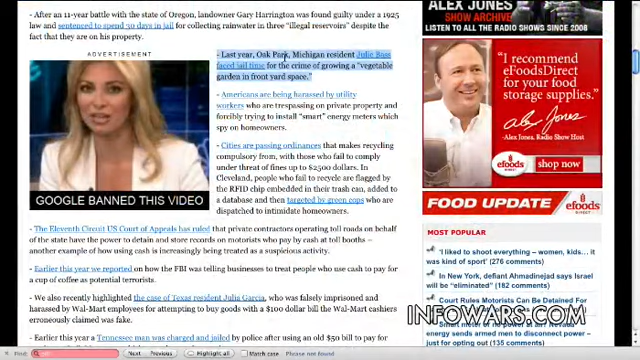 - After an 11-year battle with the state of Oregon, landowner Gary Harrington was found guilty under a 1925
law and sentenced to spend 30 days in jail for collecting rainwater in three "illegal reservoirs" despite the
fact that they are on his property.
ADVERTISEMENT
GOOGLE BANNED THIS VIDEO
- Last year, Oak Park, Michigan resident Julie Bass
faced jail time for the crime of growing a "vegetable
garden in front yard space."
- Americans are being harassed by utility
workers who are trespassing on private property and
forcibly trying to install "smart" energy meters which
spy on homeowners.
- Cities are passing ordinances that makes recycling
compulsory, with those who fail to comply
under threat of fines up to $2500 dollars. In
Cleveland, people who fail to recycle are flagged by
the RFID chip embedded in their trash can, added to
a database and then targeted by green cops who are
dispatched to intimidate homeowners.
- The Eleventh Circuit US Court of Appeals has ruled that private contractors operating toll roads on behalf
of the state have the power to detain and store records on motorists who pay by cash at toll booths –
another example of how using cash is increasingly being treated as a suspicious activity.
- Earlier this year we reported on how the FBI was telling businesses to treat people who use cash to pay for
a cup of coffee as potential terrorists.
- We also recently highlighted the case of Texas resident Julia Garcia, who was falsely imprisoned and
harassed by Wal-Mart employees for attempting to buy goods with a $100 dollar bill the Wal-Mart cashiers
erroneously claimed was fake.
- Earlier this year a Tennessee man was charged and jailed by police after using an old $50 bill to pay for
ALEX JONES
LISTEN TO ALL THE RADIO SHOWS SINCE 2003
"I recommend
eFoodsDirect
for your food
storage supplies."
Alex Jones
-Alex Jones, Radio Show Host
efoods
DIRECT
shop now
FOOD UPDATE
efoods
DIRECT
MOST POPULAR
'I liked to shoot everything – women, kids… it
was kind of sport' (276 comments)
In New York, defiant Ahmadinejad says Israel
will be "eliminated" (182 comments)
Court Rules Motorists Can Be Detained For
INFOWARS.COM
energy sends armed men to disconnect power –
just for opting out (135 comments)
Find:
Next
Previous
Highlight all
Match case
Phrase not found